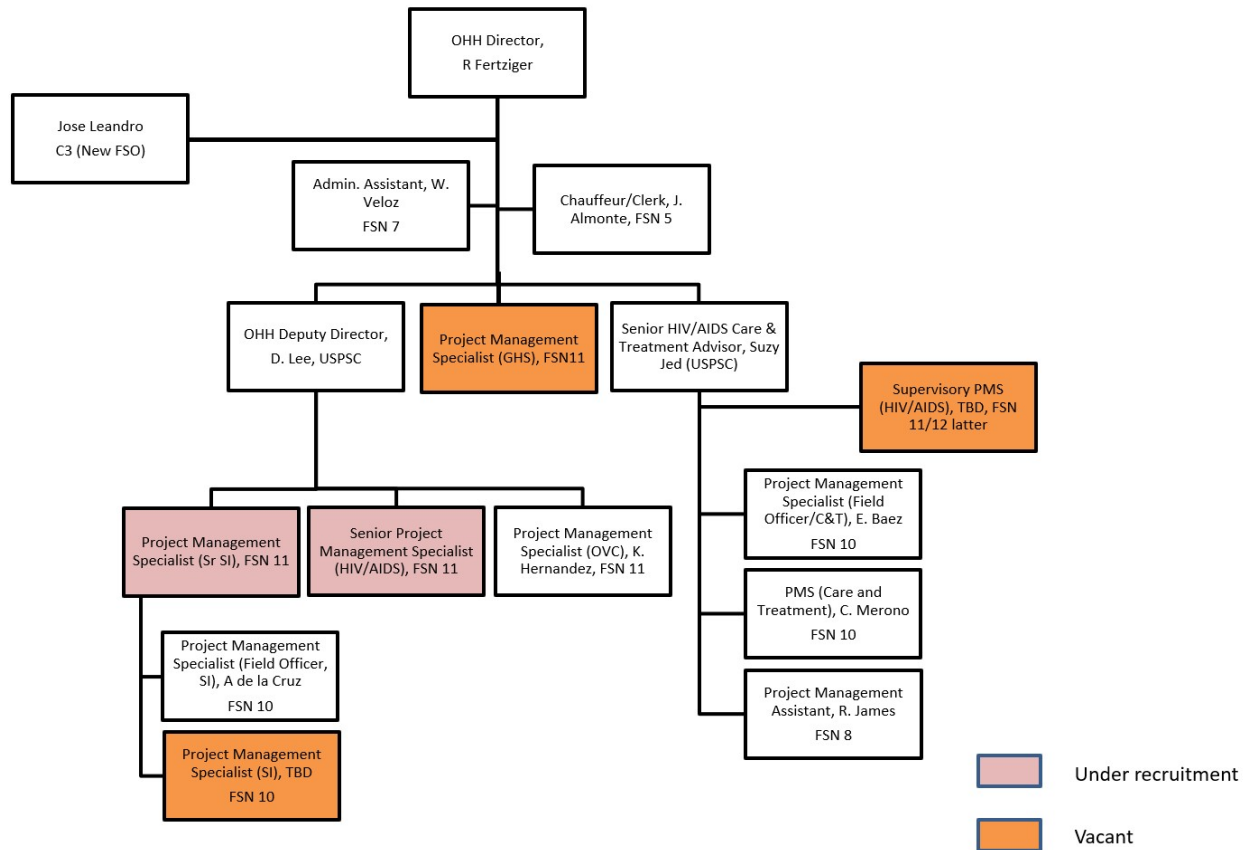 OHH Director,
R Fertziger
Jose Leandro
C3 (New FSO)
Admin. Assistant, W.
Veloz
FSN 7
Chauffeur/Clerk, J.
Almonte, FSN 5
OHH Deputy Director,
D. Lee, USPSC
Project Management
Specialist (GHS), FSN11
Senior HIV/AIDS Care &
Treatment Advisor, Suzy
Jed (USPSC)
Supervisory PMS
(HIV/AIDS), TBD, FSN
11/12 latter
Project Management
Specialist (Sr SI), FSN 11
Senior Project
Management Specialist
(HIV/AIDS), FSN 11
Project Management
Specialist (OVC), K.
Hernandez, FSN 11
Project Management
Specialist (Field
Officer/C&T), E. Baez
FSN 10
PMS (Care and
Treatment), C. Merono
FSN 10
Project Management
Specialist (Field Officer,
SI), A de la Cruz
FSN 10
Project Management
Assistant, R. James
FSN 8
Project Management
Specialist (SI), TBD
FSN 10
Under recruitment
Vacant